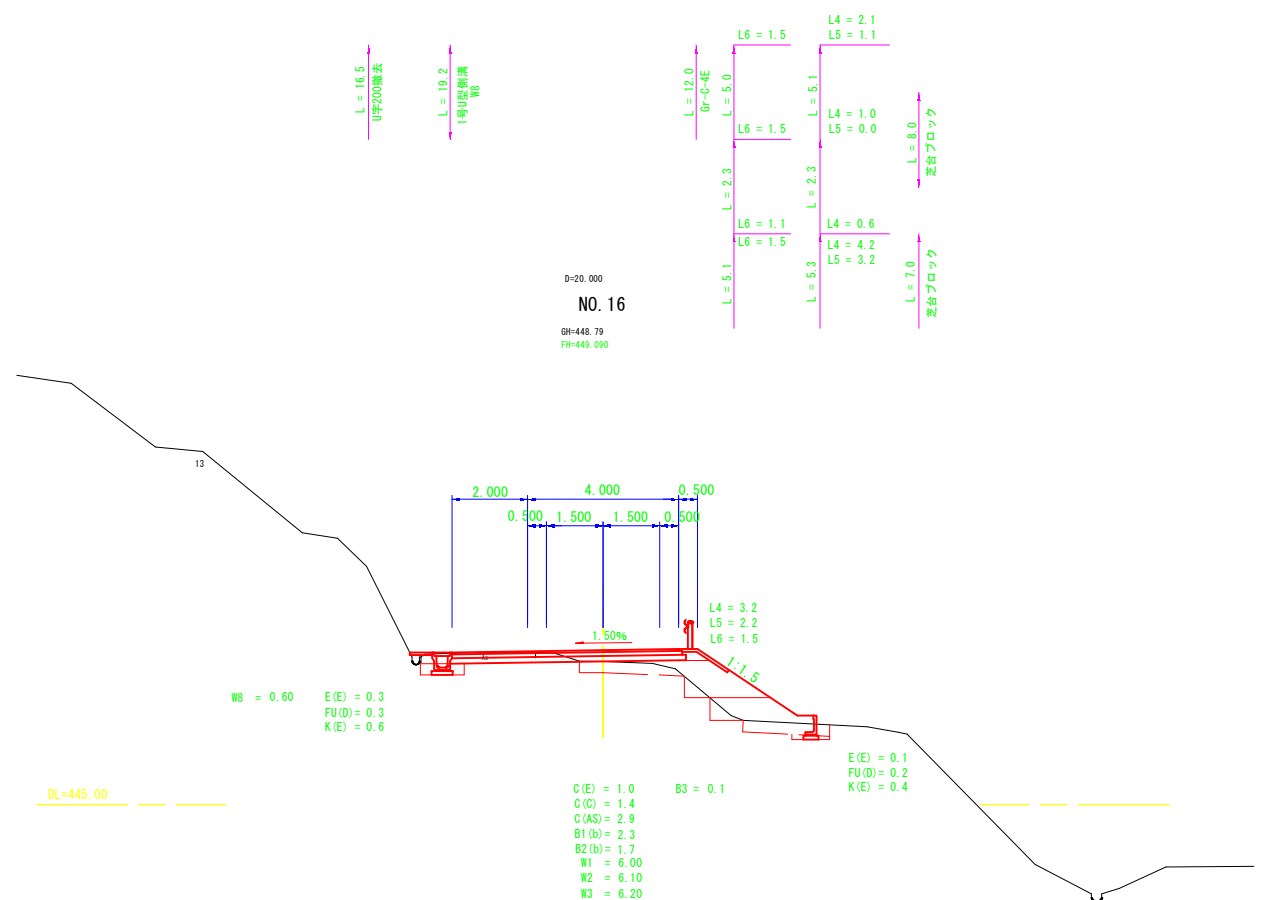 L4 = 2.1
L6 = 1.5
L5 = 1.1
L = 16.5
U字200撤去
L = 19.2
1号U型側溝
W8
L = 12.0
Gr-C-4E
L = 5.0
L = 5.1
L4 = 1.0
L6 = 1.5
L5 = 0.0
L = 8.0
芝台ブロック
L = 2.3
L = 2.3
L6 = 1.1
L4 = 0.6
L6 = 1.5
L4 = 4.2
L5 = 3.2
L = 5.1
L = 5.3
L = 7.0
芝台ブロック
D=20.000
NO.16
GH=448.79
FH=449.090
13
2.000
4.000
0.500
0.500
1.500
1.500
0.500
L4 = 3.2
L5 = 2.2
L6 = 1.5
1.50%
1:1.5
W8 = 0.60
E(E) = 0.3
FU(D)= 0.3
K(E) = 0.6
E(E) = 0.1
FU(D)= 0.2
K(E) = 0.4
DL=445.00
C(E) = 1.0
B3 = 0.1
C(C) = 1.4
C(AS)= 2.9
B1(b)= 2.3
B2(b)= 1.7
W1 = 6.00
W2 = 6.10
W3 = 6.20